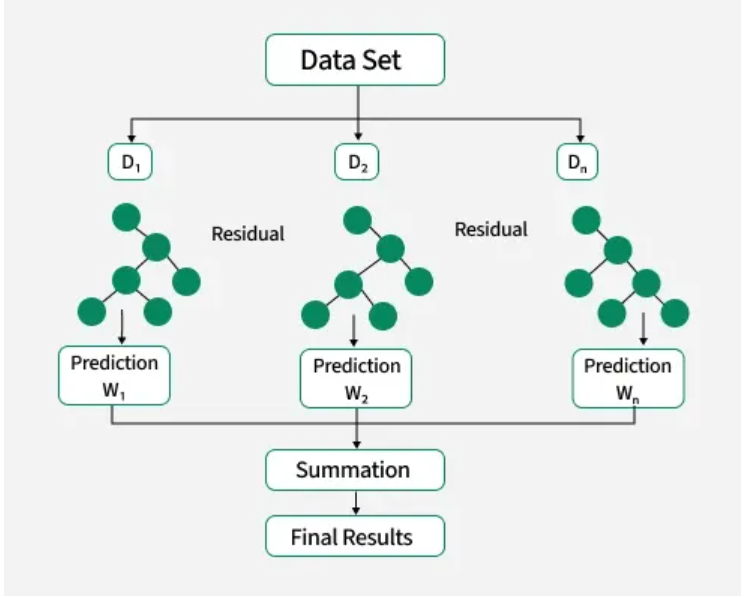 Data Set
D₁
D₂
Dₙ
Residual
Residual
Prediction
W₁
Prediction
W₂
Prediction
Wₙ
Summation
Final Results